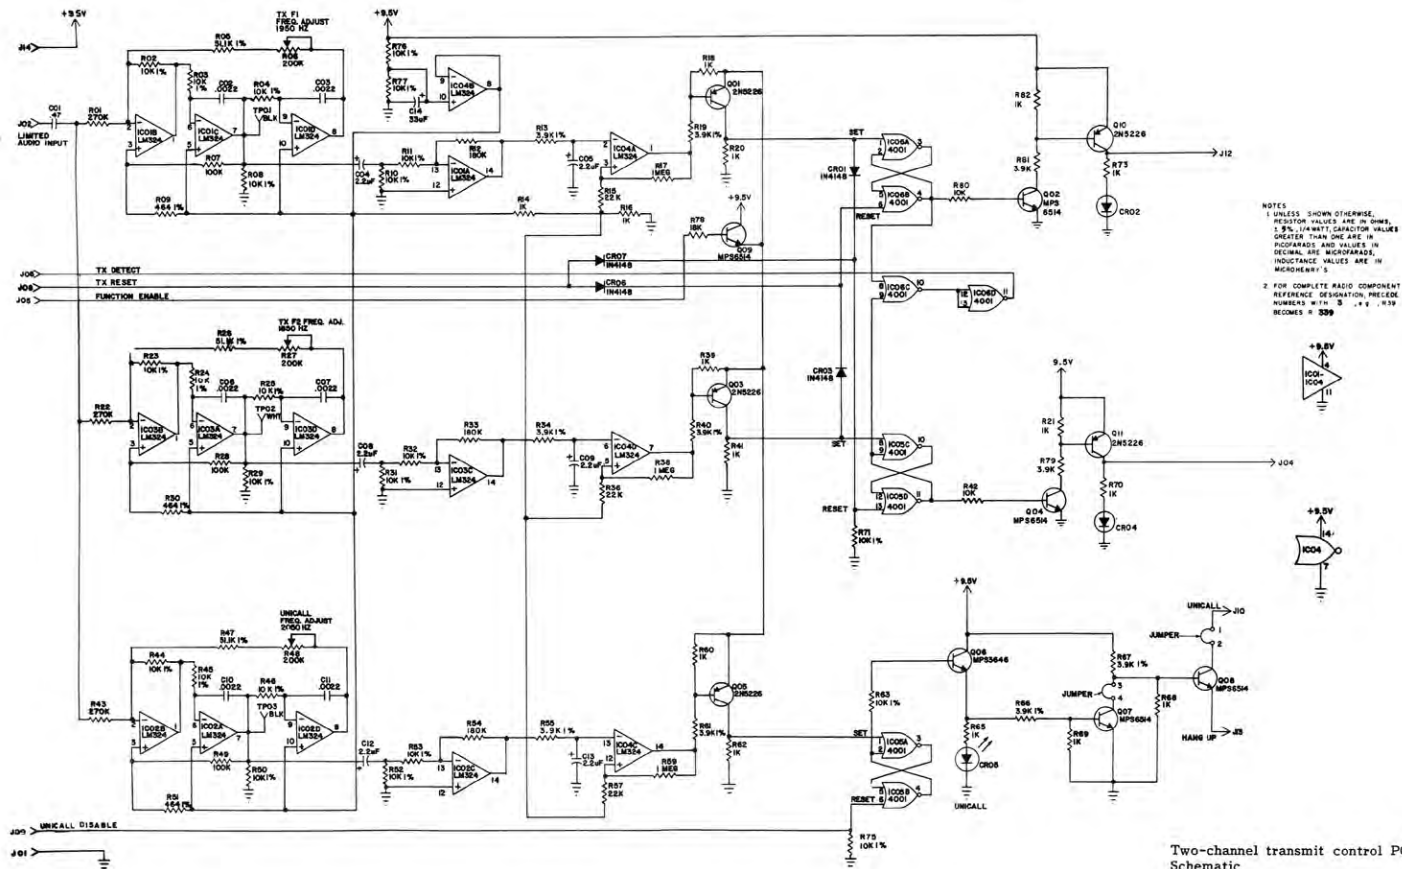 +9.5V
J14
R05
51.1K 1%
TX F1
FREQ. ADJUST
1950 HZ
R06
200K
R02
10K 1%
R03
10K
1%
C02
.0022
R04
10K 1%
C03
.0022
C01
.47
R01
270K
J02
LIMITED
AUDIO INPUT
IC01B
LM324
IC01C
LM324
TP01
BLK
IC01D
LM324
R07
100K
R08
10K 1%
R09
464 1%
+9.5V
R76
10K 1%
R77
10K 1%
C14
33uF
IC04B
LM324
C04
2.2uF
R11
10K 1%
R10
10K 1%
R12
180K
IC01A
LM324
R13
3.9K 1%
C05
2.2uF
IC04A
LM324
R14
1K
R15
22K
R16
1K
R17
1 MEG
R18
1K
R19
3.9K 1%
Q01
2N5226
R20
1K
R78
18K
+9.5V
Q09
MPS6514
SET
CR01
1N4148
RESET
IC06A
4001
IC06B
4001
R80
10K
R82
1K
R81
3.9K
Q02
MPS
6514
Q10
2N5226
R73
1K
CR02
J12
NOTES
1 UNLESS SHOWN OTHERWISE,
RESISTOR VALUES ARE IN OHMS,
± 5%, 1/4 WATT, CAPACITOR VALUES
GREATER THAN ONE ARE IN
PICOFARADS AND VALUES IN
DECIMAL ARE MICROFARADS,
INDUCTANCE VALUES ARE IN
MICROHENRY'S
2 FOR COMPLETE RADIO COMPONENT
REFERENCE DESIGNATION, PRECEDE
NUMBERS WITH 3 , e g , R39
BECOMES R 339
TX DETECT
J08
TX RESET
J05
FUNCTION ENABLE
CR07
1N4148
CR06
1N4148
IC06C
4001
IC06D
4001
+9.5V
IC01-
IC04
4
11
R26
51.1K 1%
TX F2 FREQ. ADJ.
1850 HZ
R27
200K
R23
10K 1%
R24
10K
1%
C06
.0022
R25
10K 1%
C07
.0022
R22
270K
IC03B
LM324
IC03A
LM324
TP02
WHT
IC03D
LM324
R28
100K
R29
10K 1%
R30
464 1%
C08
2.2uF
R32
10K 1%
R31
10K 1%
R33
180K
IC03C
LM324
R34
3.9K 1%
C09
2.2uF
IC04D
LM324
R36
22K
R38
1 MEG
R39
1K
R40
3.9K 1%
Q03
2N5226
R41
1K
CR03
1N4148
SET
RESET
IC05C
4001
IC05D
4001
R71
10K 1%
R42
10K
9.5V
R21
1K
R79
3.9K
Q04
MPS6514
Q11
2N5226
R70
1K
CR04
J04
+9.5V
14
IC04
7
R47
51.1K 1%
UNICALL
FREQ. ADJUST
2050 HZ
R48
200K
R44
10K 1%
R45
10K
1%
C10
.0022
R46
10K 1%
C11
.0022
R43
270K
IC02B
LM324
IC02A
LM324
TP03
BLK
IC02D
LM324
R49
100K
R50
10K 1%
R51
464 1%
C12
2.2uF
R53
10K 1%
R52
10K 1%
R54
180K
IC02C
LM324
R55
3.9K 1%
C13
2.2uF
IC04C
LM324
R57
22K
R59
1 MEG
R60
1K
R61
3.9K 1%
Q05
2N5226
R62
1K
SET
RESET
R63
10K 1%
IC05A
4001
IC05B
4001
R75
10K 1%
+9.5V
Q06
MPS3646
R65
1K
CR05
UNICALL
R66
3.9K 1%
R69
1K
R67
3.9K 1%
JUMPER
3
4
Q07
MPS6514
R68
1K
UNICALL
J10
JUMPER
1
2
Q08
MPS6514
HANG UP
J13
J09
UNICALL DISABLE
J01
Two-channel transmit control PC
Schematic